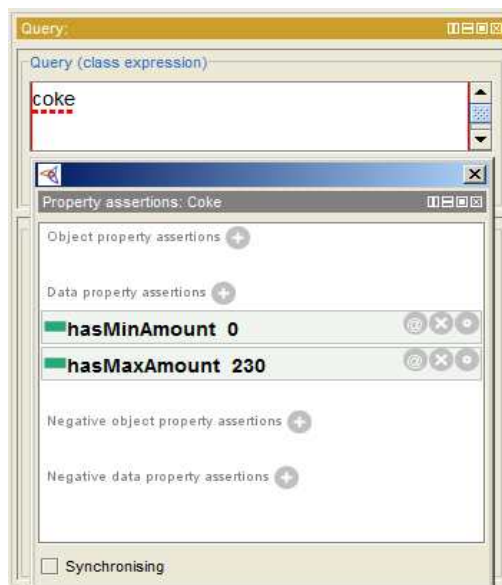 Query:
Query (class expression)
coke
Property assertions: Coke
Object property assertions
Data property assertions
hasMinAmount 0
hasMaxAmount 230
Negative object property assertions
Negative data property assertions
Synchronising